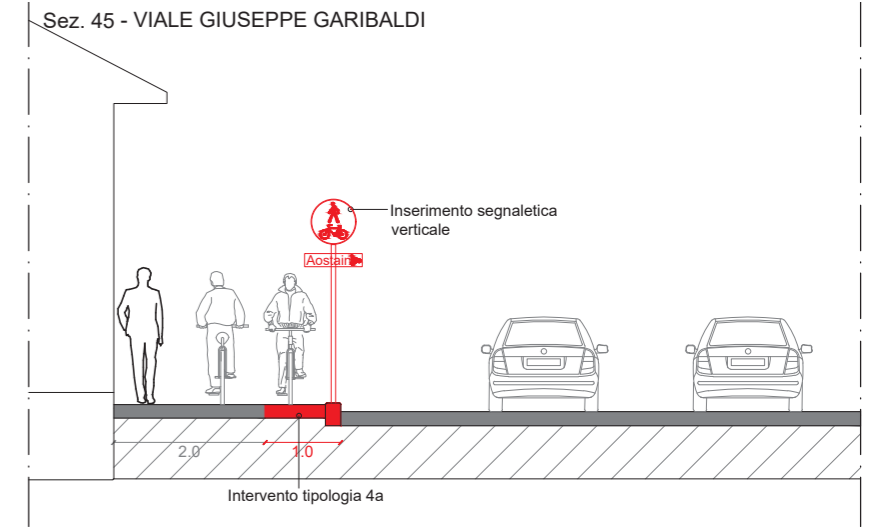 Sez. 45 - VIALE GIUSEPPE GARIBALDI
Inserimento segnaletica
verticale
Aostain
2.0
1.0
Intervento tipologia 4a